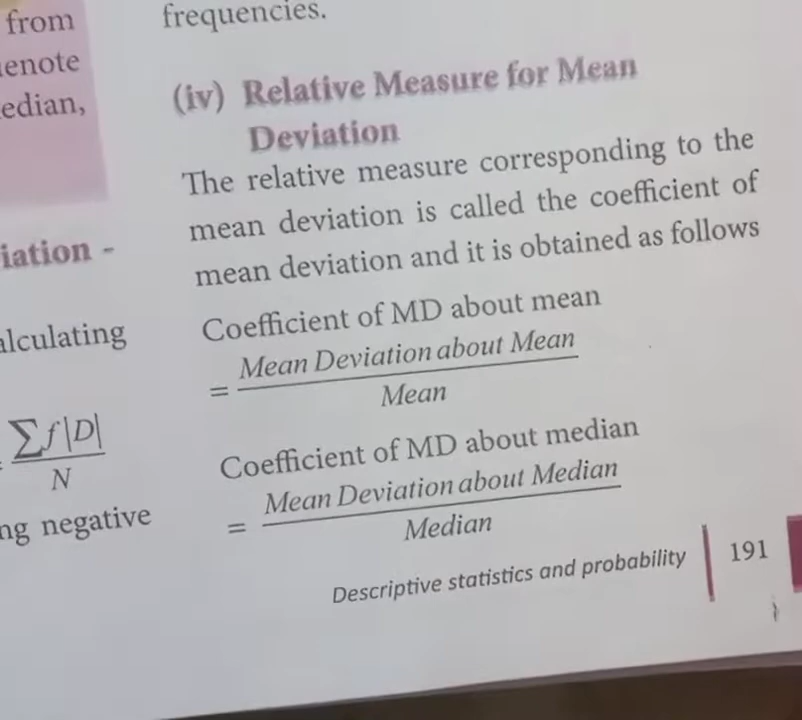 from
enote
edian,
iation -
alculating
∑f|D|
N
ng negative
frequencies.
(iv) Relative Measure for Mean
Deviation
The relative measure corresponding to the
mean deviation is called the coefficient of
mean deviation and it is obtained as follows
Coefficient of MD about mean
= Mean Deviation about Mean
Mean
Coefficient of MD about median
= Mean Deviation about Median
Median
Descriptive statistics and probability 191